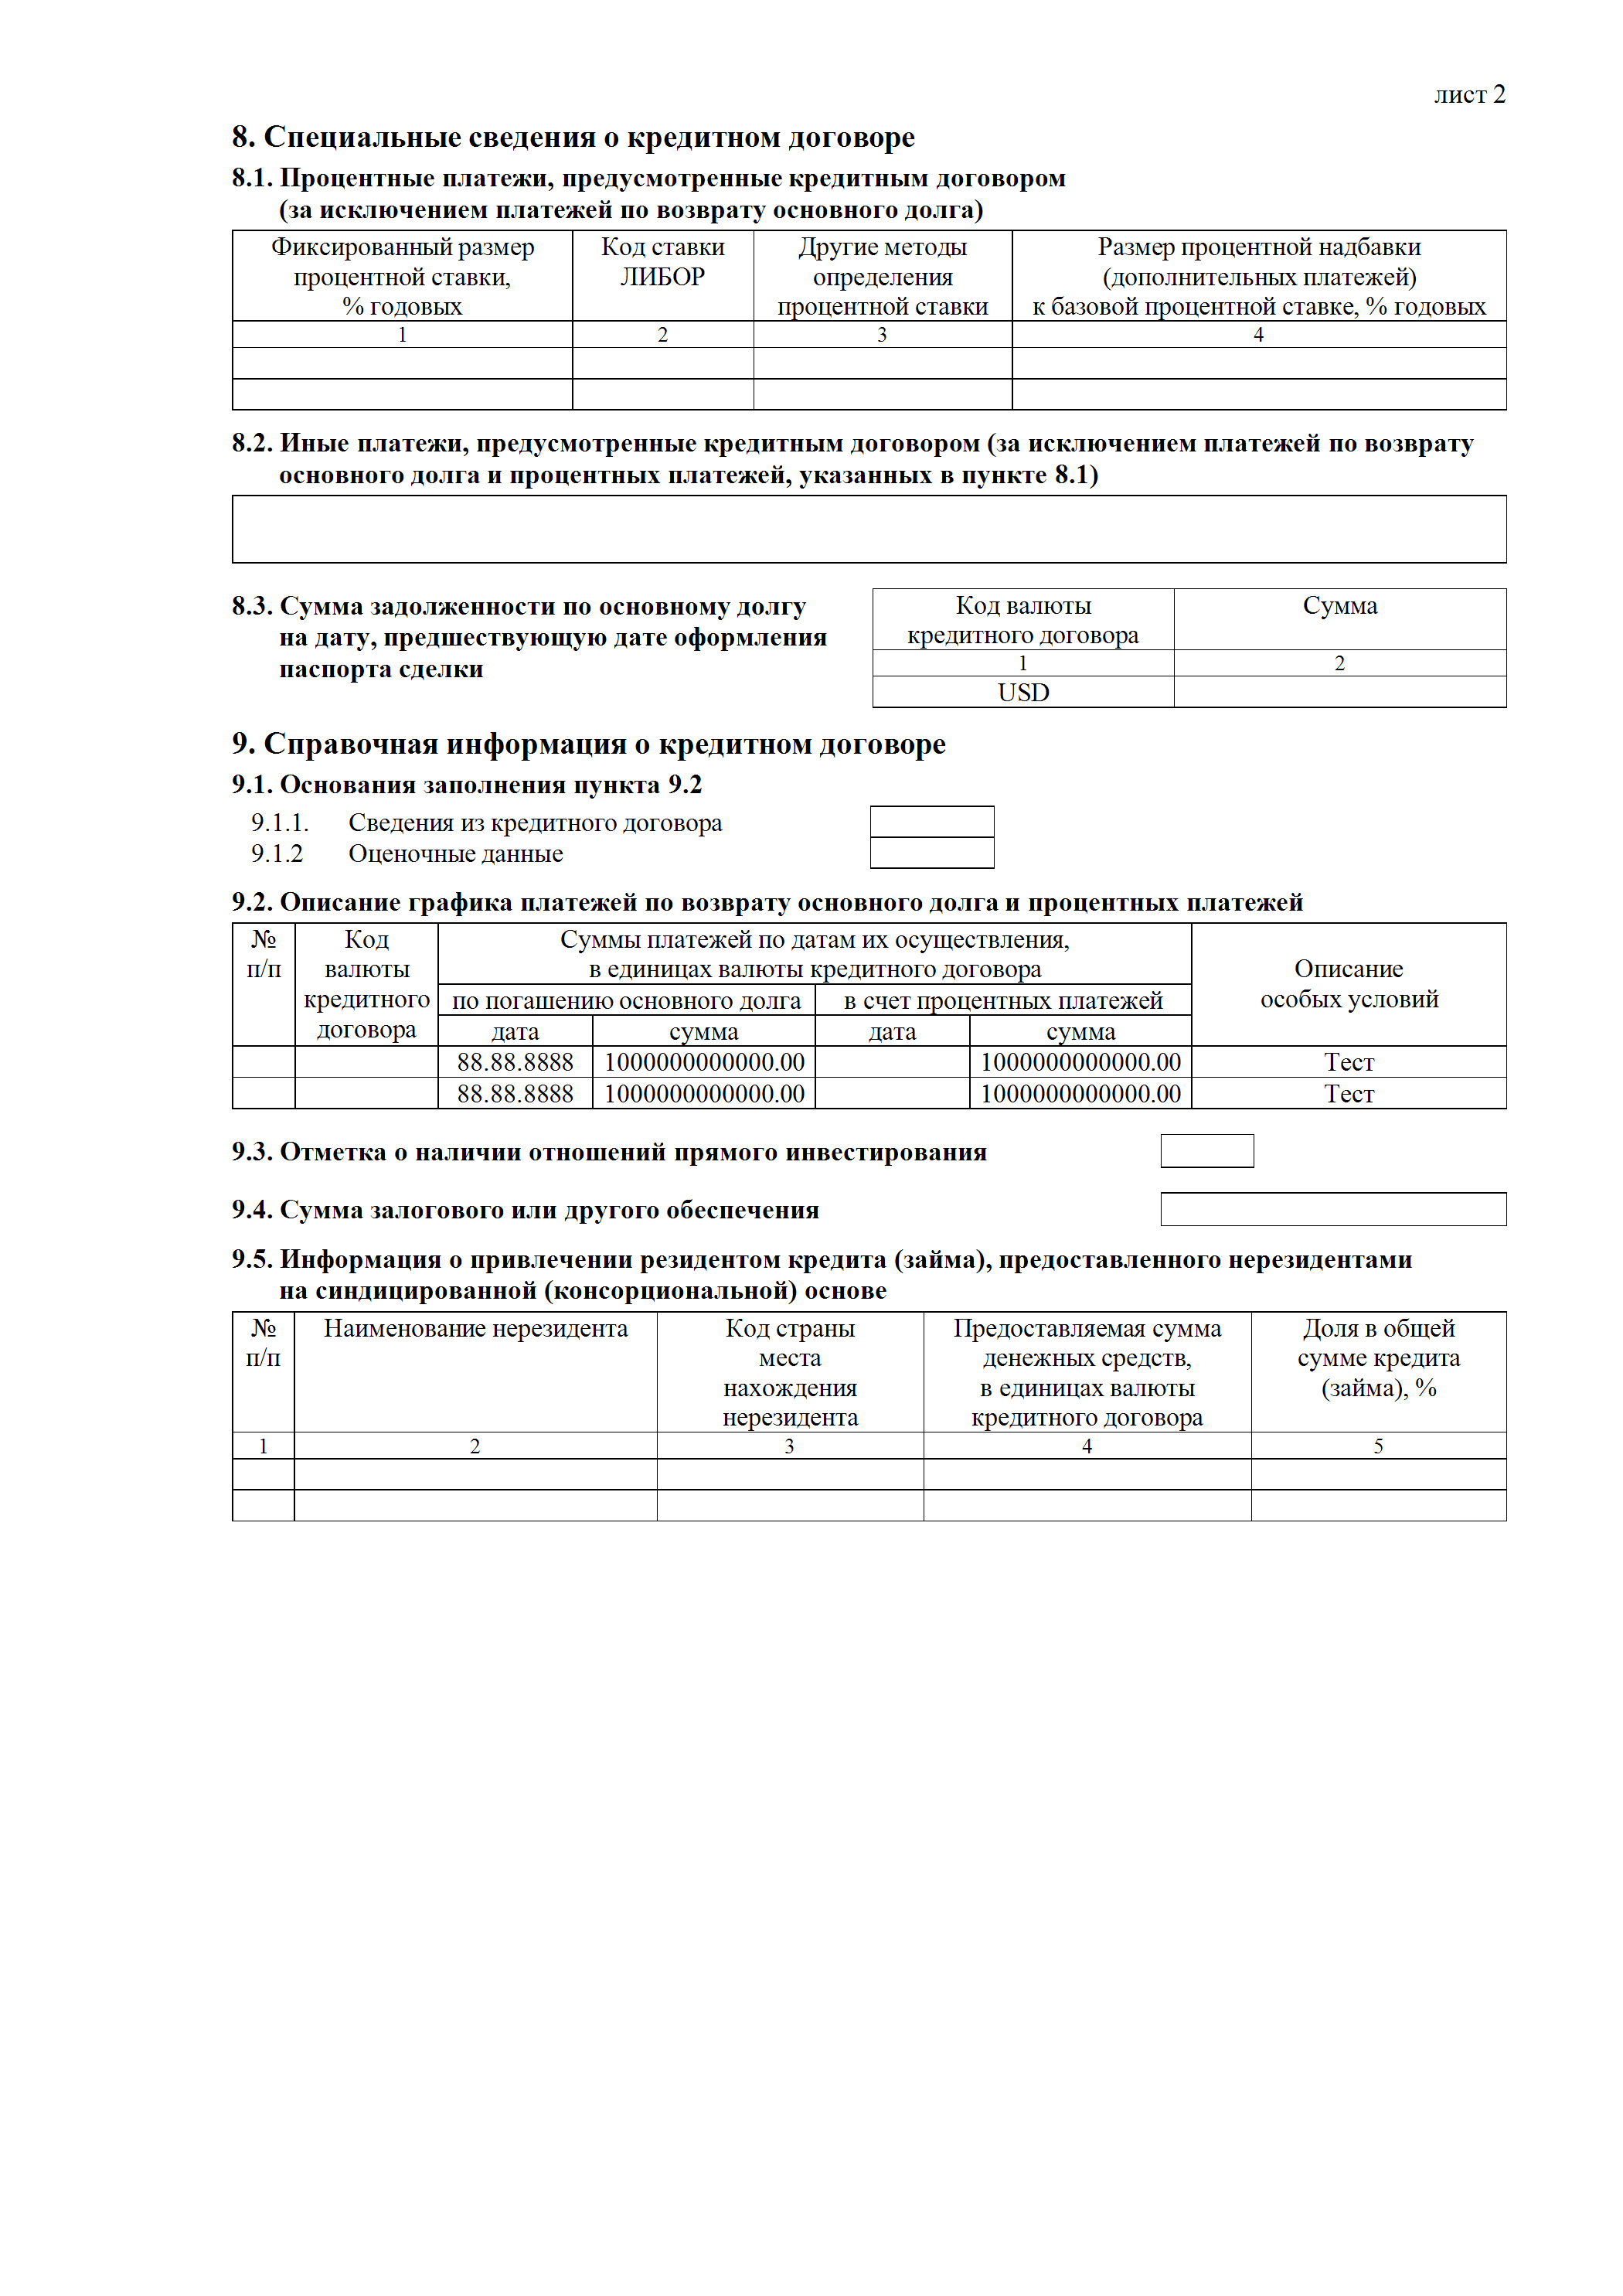 лист 2
8. Специальные сведения о кредитном договоре
8.1. Процентные платежи, предусмотренные кредитным договором
(за исключением платежей по возврату основного долга)
Фиксированный размер
процентной ставки,
% годовых
Код ставки
ЛИБОР
Другие методы
определения
процентной ставки
Размер процентной надбавки
(дополнительных платежей)
к базовой процентной ставке, % годовых
1 2 3 4
8.2. Иные платежи, предусмотренные кредитным договором (за исключением платежей по возврату
основного долга и процентных платежей, указанных в пункте 8.1)
8.3. Сумма задолженности по основному долгу
на дату, предшествующую дате оформления
паспорта сделки
Код валюты
кредитного договора
Сумма
1 2
USD
9. Справочная информация о кредитном договоре
9.1. Основания заполнения пункта 9.2
9.1.1. Сведения из кредитного договора
9.1.2 Оценочные данные
9.2. Описание графика платежей по возврату основного долга и процентных платежей
№
п/п
Код
валюты
кредитного
договора
Суммы платежей по датам их осуществления,
в единицах валюты кредитного договора
по погашению основного долга в счет процентных платежей
дата сумма дата сумма
Описание
особых условий
88.88.8888 1000000000000.00 1000000000000.00 Тест
88.88.8888 1000000000000.00 1000000000000.00 Тест
9.3. Отметка о наличии отношений прямого инвестирования
9.4. Сумма залогового или другого обеспечения
9.5. Информация о привлечении резидентом кредита (займа), предоставленного нерезидентами
на синдицированной (консорциональной) основе
№
п/п
Наименование нерезидента
Код страны
места
нахождения
нерезидента
Предоставляемая сумма
денежных средств,
в единицах валюты
кредитного договора
Доля в общей
сумме кредита
(займа), %
1 2 3 4 5